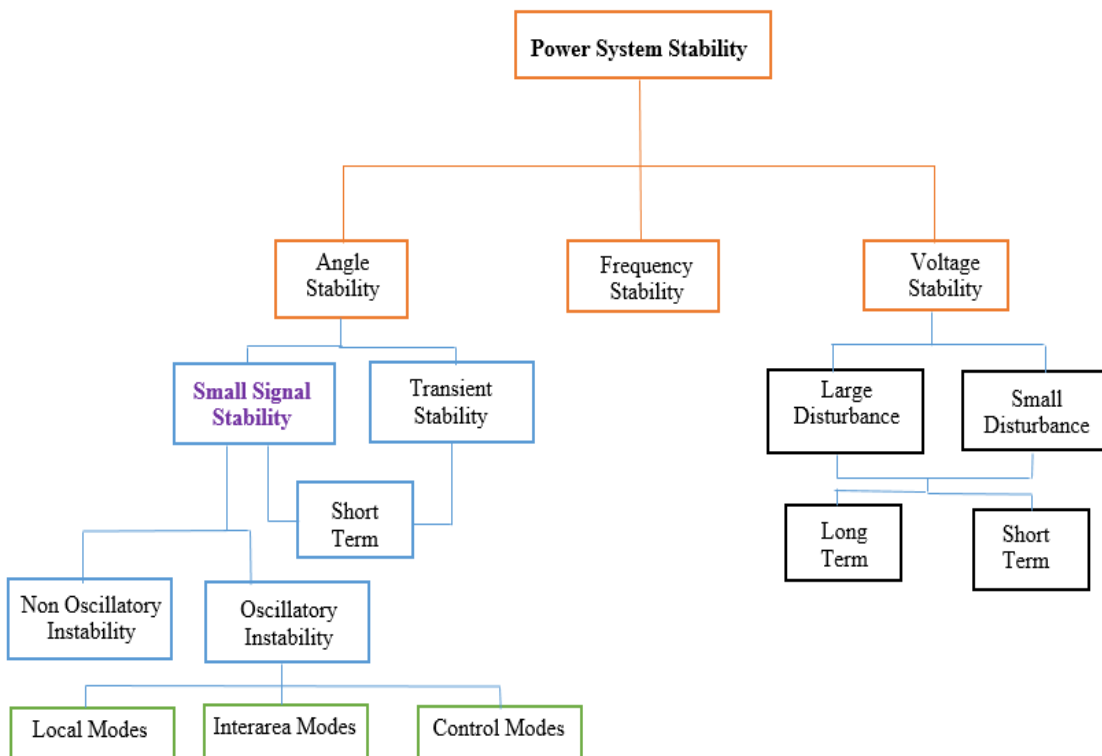 Power System Stability
Angle
Stability
Frequency
Stability
Voltage
Stability
Small Signal
Stability
Transient
Stability
Large
Disturbance
Small
Disturbance
Short
Term
Long
Term
Short
Term
Non Oscillatory
Instability
Oscillatory
Instability
Local Modes
Interarea Modes
Control Modes